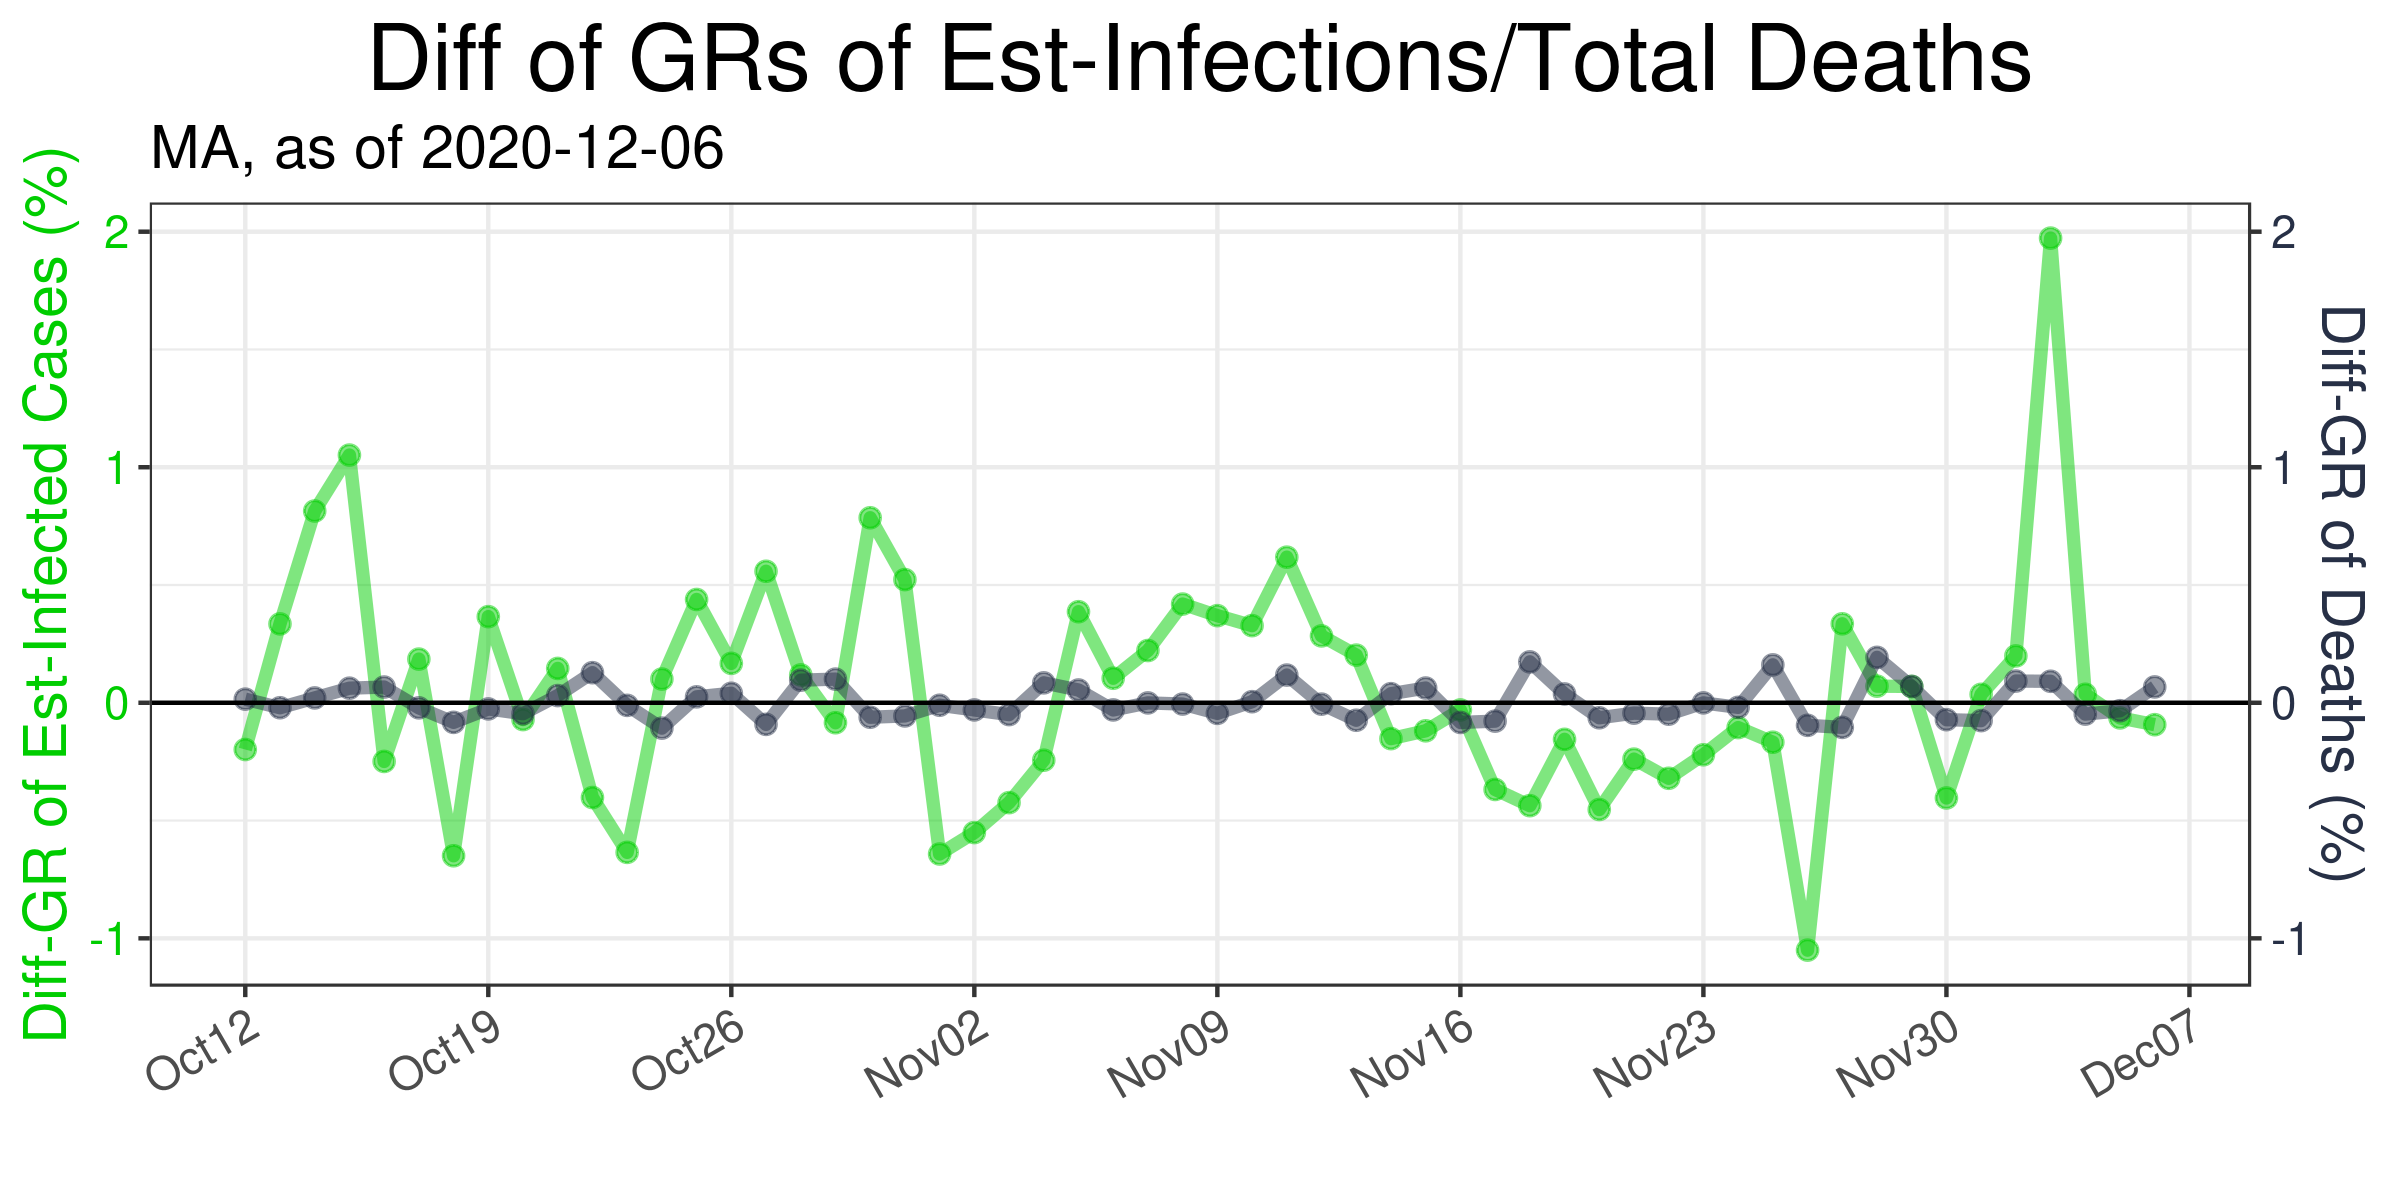 Diff of GRs of Est-Infections/Total Deaths
MA, as of 2020-12-06
Diff-GR of Est-Infected Cases (%)
2
1
0
-1
2
1
0
-1
Diff-GR of Deaths (%)
Oct12
Oct19
Oct26
Nov02
Nov09
Nov16
Nov23
Nov30
Dec07